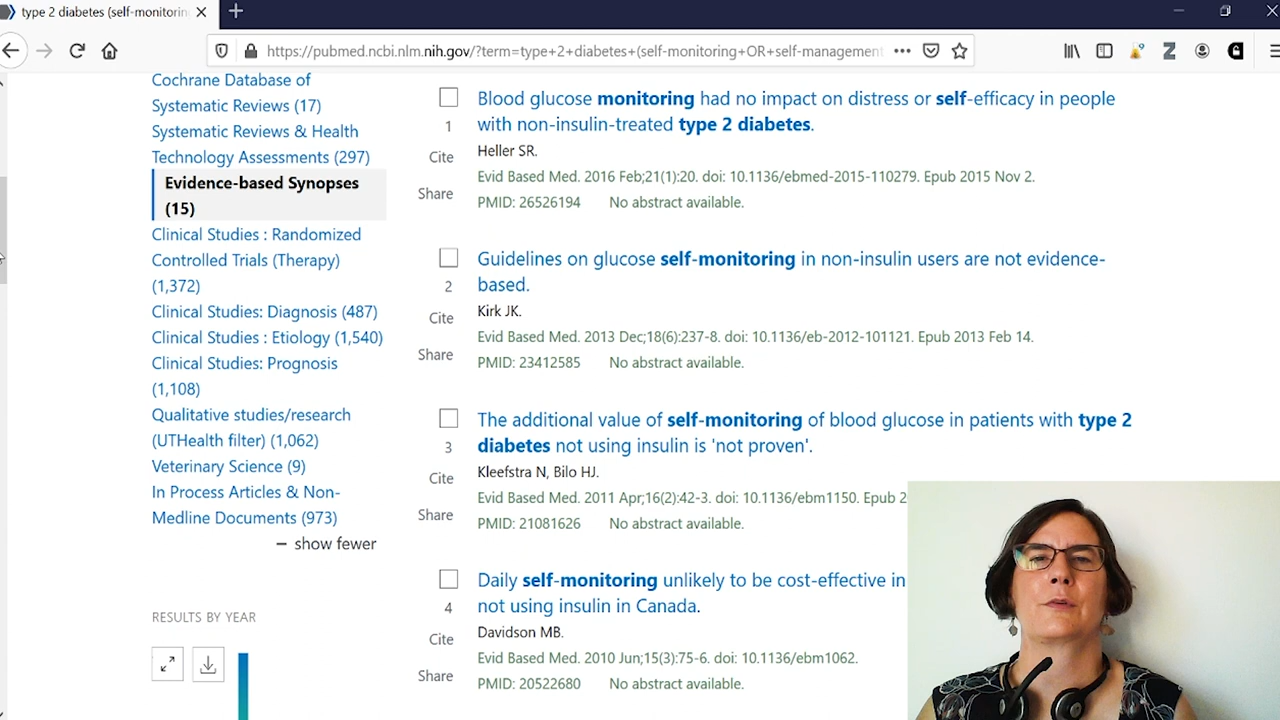 type 2 diabetes (self-monitorin
https://pubmed.ncbi.nlm.nih.gov/?term=type+2+diabetes+(self-monitoring+OR+self-management
Cochrane Database of
Systematic Reviews (17)
Systematic Reviews & Health
Technology Assessments (297)
Evidence-based Synopses
(15)
Clinical Studies : Randomized
Controlled Trials (Therapy)
(1,372)
Clinical Studies: Diagnosis (487)
Clinical Studies : Etiology (1,540)
Clinical Studies: Prognosis
(1,108)
Qualitative studies/research
(UTHealth filter) (1,062)
Veterinary Science (9)
In Process Articles & Non-
Medline Documents (973)
− show fewer
RESULTS BY YEAR
Blood glucose monitoring had no impact on distress or self-efficacy in people
with non-insulin-treated type 2 diabetes.
1
Cite
Share
Heller SR.
Evid Based Med. 2016 Feb;21(1):20. doi: 10.1136/ebmed-2015-110279. Epub 2015 Nov 2.
PMID: 26526194 No abstract available.
Guidelines on glucose self-monitoring in non-insulin users are not evidence-
based.
2
Cite
Share
Kirk JK.
Evid Based Med. 2013 Dec;18(6):237-8. doi: 10.1136/eb-2012-101121. Epub 2013 Feb 14.
PMID: 23412585 No abstract available.
The additional value of self-monitoring of blood glucose in patients with type 2
diabetes not using insulin is 'not proven'.
3
Cite
Share
Kleefstra N, Bilo HJ.
Evid Based Med. 2011 Apr;16(2):42-3. doi: 10.1136/ebm1150. Epub 2
PMID: 21081626 No abstract available.
Daily self-monitoring unlikely to be cost-effective in
not using insulin in Canada.
4
Cite
Share
Davidson MB.
Evid Based Med. 2010 Jun;15(3):75-6. doi: 10.1136/ebm1062.
PMID: 20522680 No abstract available.